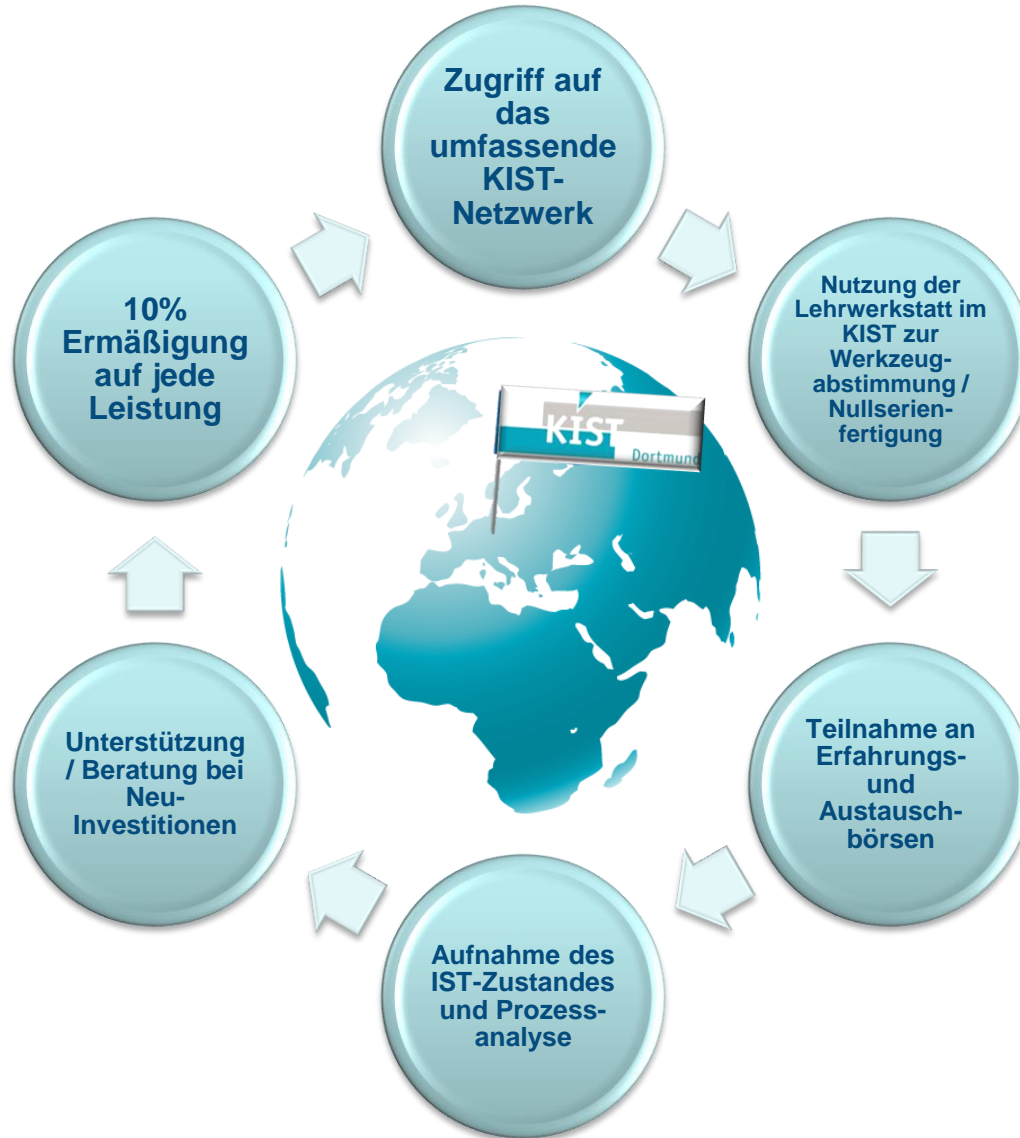 Zugriff auf
das
umfassende
KIST-
Netzwerk
Nutzung der
Lehrwerkstatt im
KIST zur
Werkzeug-
abstimmung /
Nullserien-
fertigung
Teilnahme an
Erfahrungs-
und
Austausch-
börsen
Aufnahme des
IST-Zustandes
und Prozess-
analyse
Unterstützung
/ Beratung bei
Neu-
Investitionen
10%
Ermäßigung
auf jede
Leistung
KIST
Dortmund